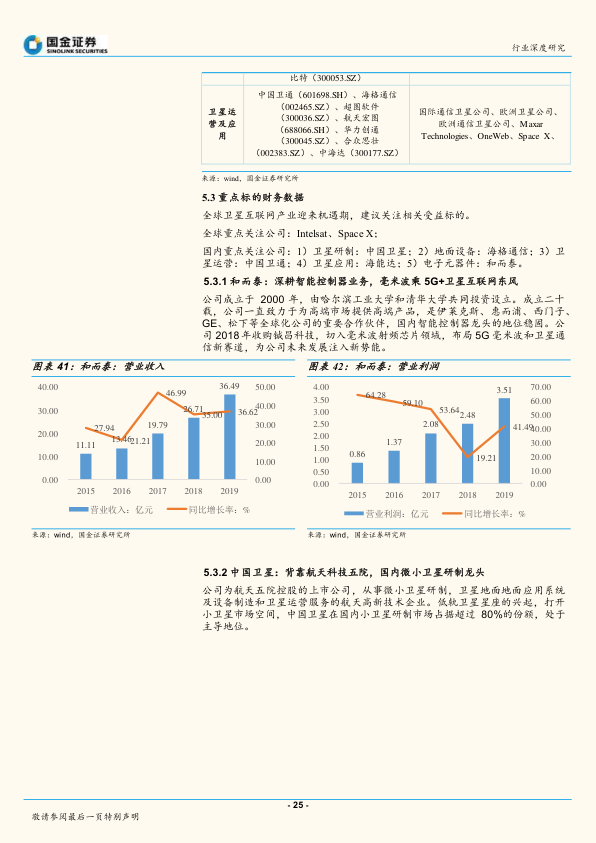 国金证券
SINOLINK SECURITIES
行业深度研究
比特（300053.SZ）
卫星运营及应用
中国卫通（601698.SH）、海格通信
（002465.SZ）、超图软件
（300036.SZ）、航天宏图
（688066.SH）、华力创通
（300045.SZ）、合众思壮
（002383.SZ）、中海达（300177.SZ）
国际通信卫星公司、欧洲卫星公司、
欧洲通信卫星公司、Maxar
Technologies、OneWeb、Space X、
来源：wind，国金证券研究所
5.3 重点标的财务数据
全球卫星互联网产业迎来机遇期，建议关注相关受益标的。
全球重点关注公司：Intelsat、Space X；
国内重点关注公司：1）卫星研制：中国卫星；2）地面设备：海格通信；3）卫
星运营：中国卫通；4）卫星应用：海能达；5）电子元器件：和而泰。
5.3.1 和而泰：深耕智能控制器业务，毫米波乘 5G+卫星互联网东风
公司成立于 2000 年，由哈尔滨工业大学和清华大学共同投资设立。成立二十
载，公司一直致力于为高端市场提供高端产品，是伊莱克斯、惠而浦、西门子、
GE、松下等全球化公司的重要合作伙伴，国内智能控制器龙头的地位稳固。公
司 2018 年收购铖昌科技，切入毫米波射频芯片领域，布局 5G 毫米波和卫星通
信新赛道，为公司未来发展注入新势能。
图表 41：和而泰：营业收入
40.00
30.00
20.00
10.00
0.00
50.00
40.00
30.00
20.00
10.00
0.00
11.11
13.46
19.79
26.71
36.49
27.94
21.21
46.99
35.00
36.62
2015 2016 2017 2018 2019
营业收入：亿元 同比增长率：%
来源：wind，国金证券研究所
图表 42：和而泰：营业利润
4.00
3.50
3.00
2.50
2.00
1.50
1.00
0.50
0.00
70.00
60.00
50.00
40.00
30.00
20.00
10.00
0.00
0.86
1.37
2.08
2.48
3.51
64.28
59.10
53.64
19.21
41.49
2015 2016 2017 2018 2019
营业利润：亿元 同比增长率：%
来源：wind，国金证券研究所
5.3.2 中国卫星：背靠航天科技五院，国内微小卫星研制龙头
公司为航天五院控股的上市公司，从事微小卫星研制，卫星地面地面应用系统
及设备制造和卫星运营服务的航天高新技术企业。低轨卫星星座的兴起，打开
小卫星市场空间，中国卫星在国内小卫星研制市场占据超过 80%的份额，处于
主导地位。
- 25 -
敬请参阅最后一页特别声明